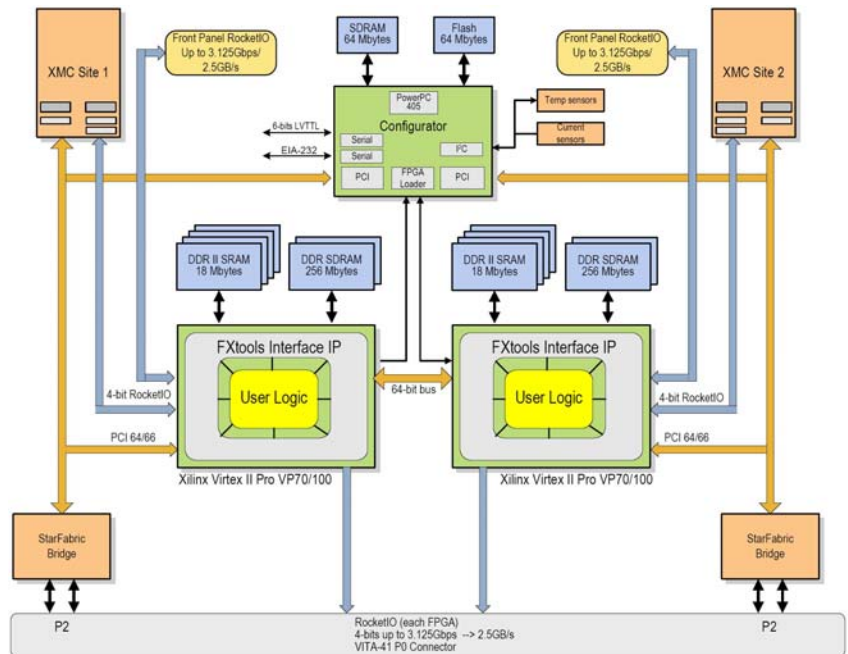 XMC Site 1
Front Panel RocketIO
Up to 3.125Gbps/
2.5GB/s
SDRAM
64 Mbytes
Flash
64 Mbytes
Front Panel RocketIO
Up to 3.125Gbps/
2.5GB/s
XMC Site 2
PowerPC
405
Configurator
6-bits LVTTL
EIA-232
Serial
Serial
I²C
PCI
FPGA
Loader
PCI
Temp sensors
Current
sensors
DDR II SRAM
18 Mbytes
DDR SDRAM
256 Mbytes
DDR II SRAM
18 Mbytes
DDR SDRAM
256 Mbytes
FXtools Interface IP
User Logic
64-bit bus
FXtools Interface IP
User Logic
4-bit RocketIO
PCI 64/66
4-bit RocketIO
PCI 64/66
Xilinx Virtex II Pro VP70/100
Xilinx Virtex II Pro VP70/100
StarFabric
Bridge
StarFabric
Bridge
P2
RocketIO (each FPGA)
4-bits up to 3.125Gbps --> 2.5GB/s
VITA-41 P0 Connector
P2